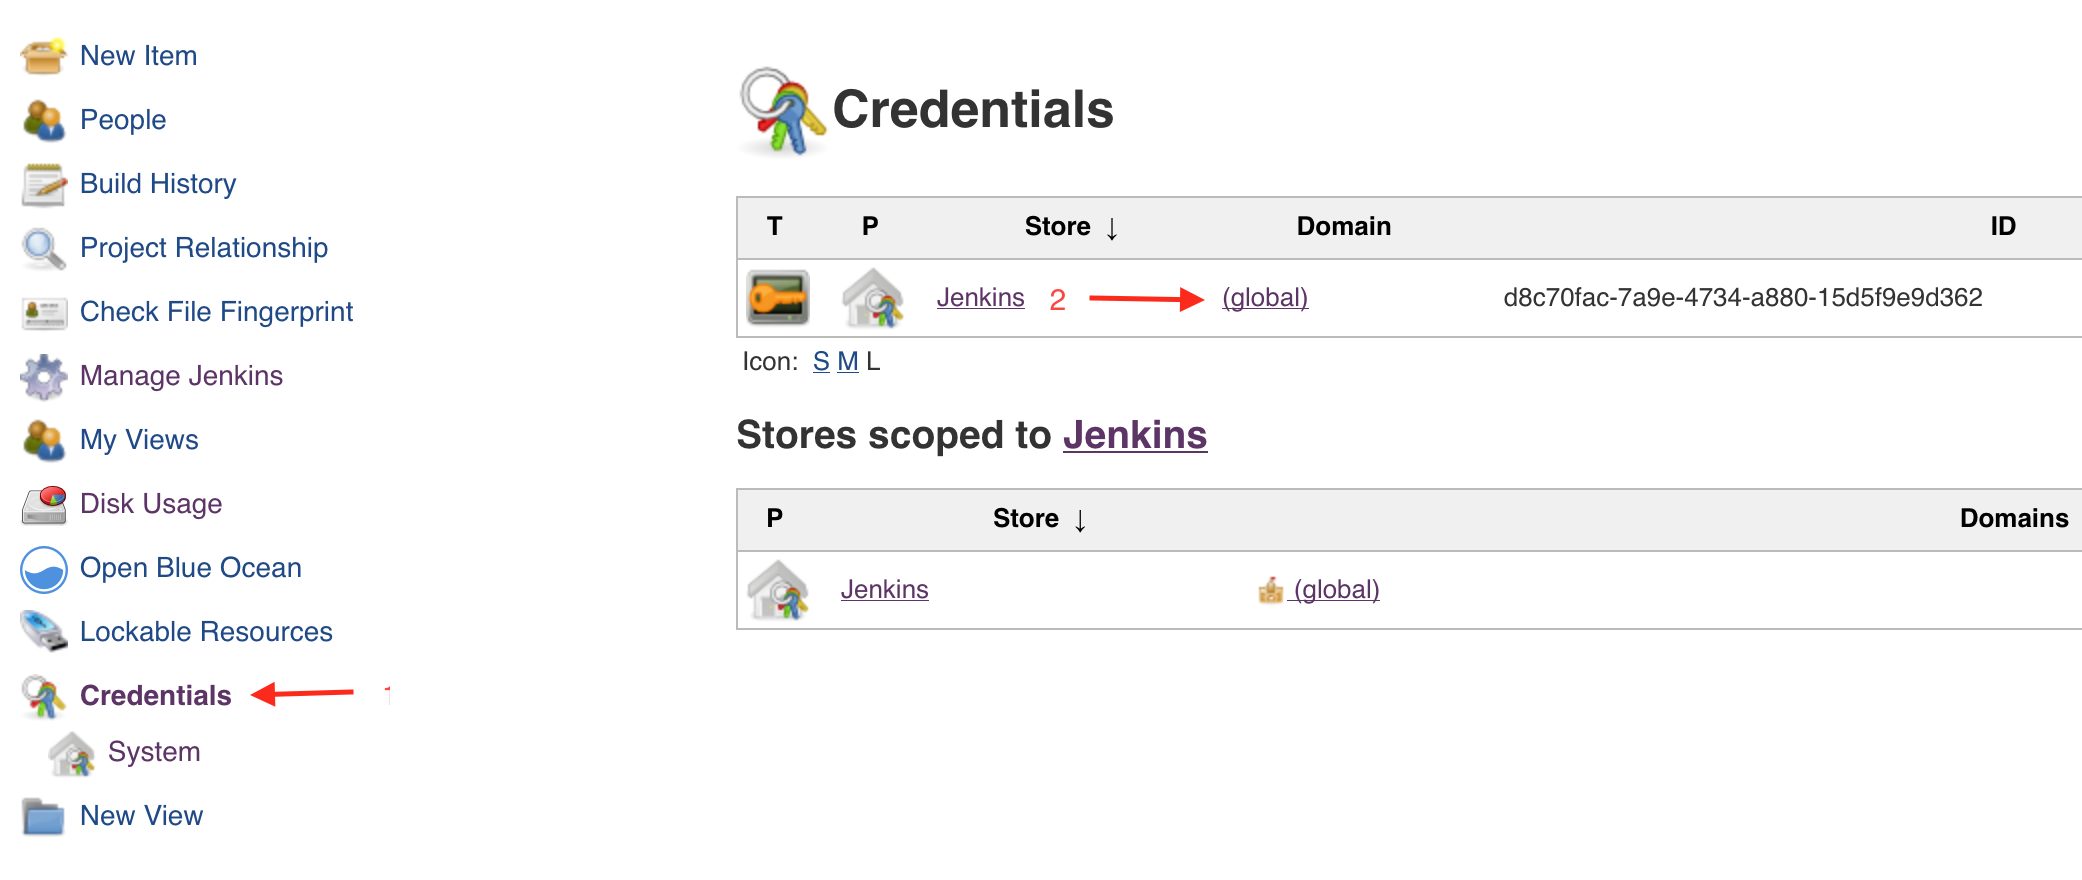 New Item
People
Build History
Project Relationship
Check File Fingerprint
Manage Jenkins
My Views
Disk Usage
Open Blue Ocean
Lockable Resources
Credentials
System
New View
Credentials
T P Store ↓ Domain ID
Jenkins 2 (global) d8c70fac-7a9e-4734-a880-15d5f9e9d362
Icon: S M L
Stores scoped to Jenkins
P Store ↓ Domains
Jenkins (global)